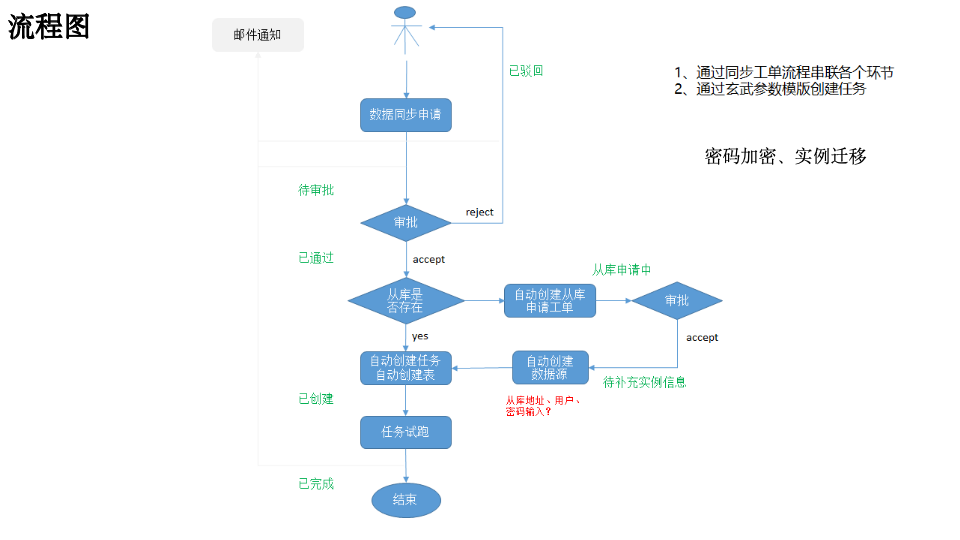 流程图
邮件通知
已驳回
1、通过同步工单流程串联各个环节
2、通过玄武参数模版创建任务
数据同步申请
密码加密、实例迁移
待审批
reject
审批
已通过
accept
从库申请中
从库是
否存在
自动创建从库
申请工单
审批
yes
accept
自动创建任务
自动创建表
自动创建
数据源
待补充实例信息
已创建
从库地址、用户、
密码输入?
任务试跑
已完成
结束